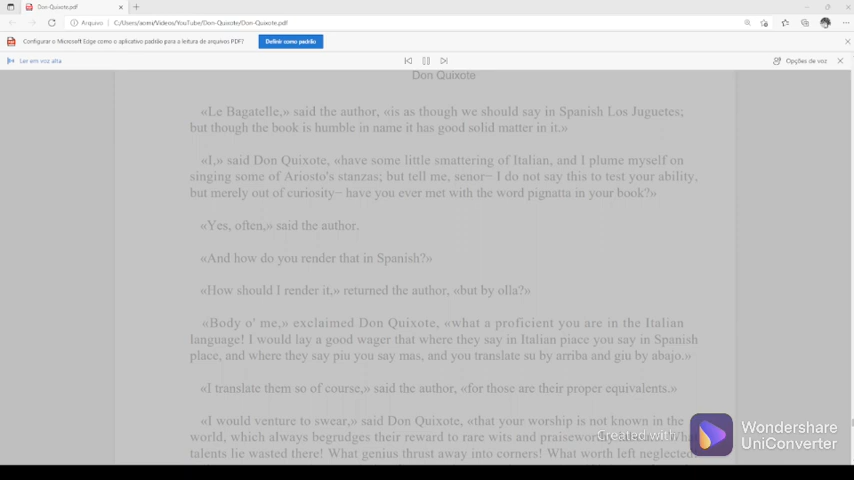 Don-Quixote.pdf
Arquivo C:/Users/xorni/Videos/YouTube/Don-Quixote/Don-Quixote.pdf
Configurar o Microsoft Edge como o aplicativo padrão para a leitura de arquivos PDF? Definir como padrão
Ler em voz alta Opções de voz
Don Quixote
«Le Bagatelle,» said the author, «is as though we should say in Spanish Los Juguetes;
but though the book is humble in name it has good solid matter in it.»
«I,» said Don Quixote, «have some little smattering of Italian, and I plume myself on
singing some of Ariosto's stanzas; but tell me, senor− I do not say this to test your ability,
but merely out of curiosity− have you ever met with the word pignatta in your book?»
«Yes, often,» said the author.
«And how do you render that in Spanish?»
«How should I render it,» returned the author, «but by olla?»
«Body o' me,» exclaimed Don Quixote, «what a proficient you are in the Italian
language! I would lay a good wager that where they say in Italian piace you say in Spanish
place, and where they say piu you say mas, and you translate su by arriba and giu by abajo.»
«I translate them so of course,» said the author, «for those are their proper equivalents.»
«I would venture to swear,» said Don Quixote, «that your worship is not known in the
world, which always begrudges their reward to rare wits and praisewor
talents lie wasted there! What genius thrust away into corners! What worth left neglected!
Created with
Wondershare
UniConverter